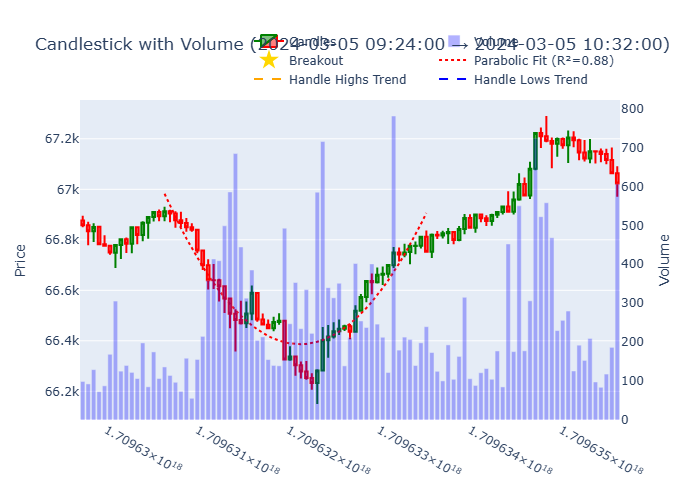 Candlestick with Volume (2024-03-05 09:24:00 → 2024-03-05 10:32:00)
Candles
Volume
Breakout
Parabolic Fit (R²=0.88)
Handle Highs Trend
Handle Lows Trend
67.2k
67k
66.8k
66.6k
66.4k
66.2k
Price
800
700
600
500
400
300
200
100
0
Volume
1.70963×10¹⁸
1.709631×10¹⁸
1.709632×10¹⁸
1.709633×10¹⁸
1.709634×10¹⁸
1.709635×10¹⁸